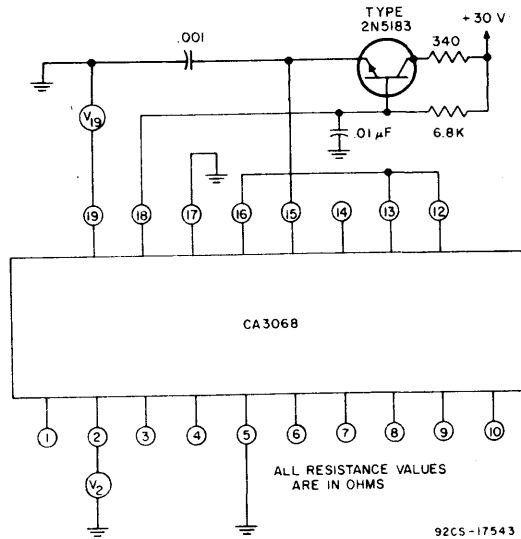 TYPE
2N5183
+30 V
.001
340
V19
.01 µF
6.8K
19 18 17 16 15 14 13 12
CA3068
1 2 3 4 5 6 7 8 9 10
V2
ALL RESISTANCE VALUES
ARE IN OHMS
92CS-17543